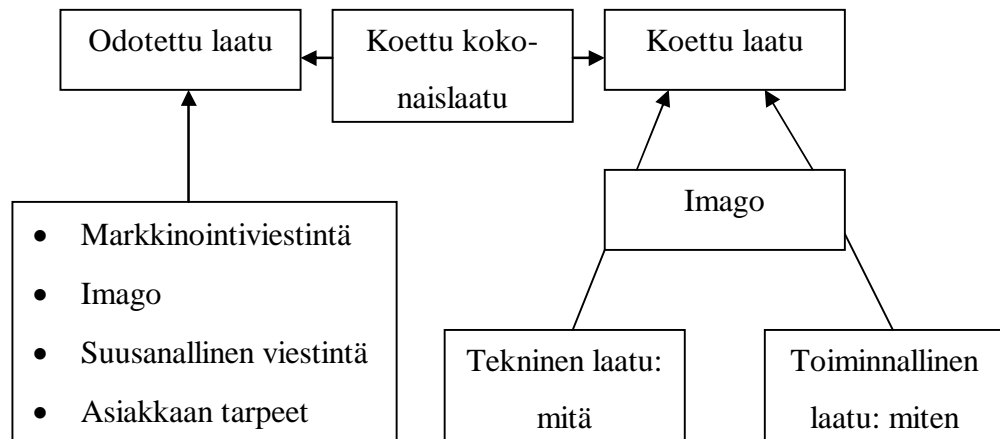 Odotettu laatu
Koettu koko-
naislaatu
Koettu laatu
Imago
• Markkinointiviestintä
• Imago
• Suusanallinen viestintä
• Asiakkaan tarpeet
Tekninen laatu:
mitä
Toiminnallinen
laatu: miten